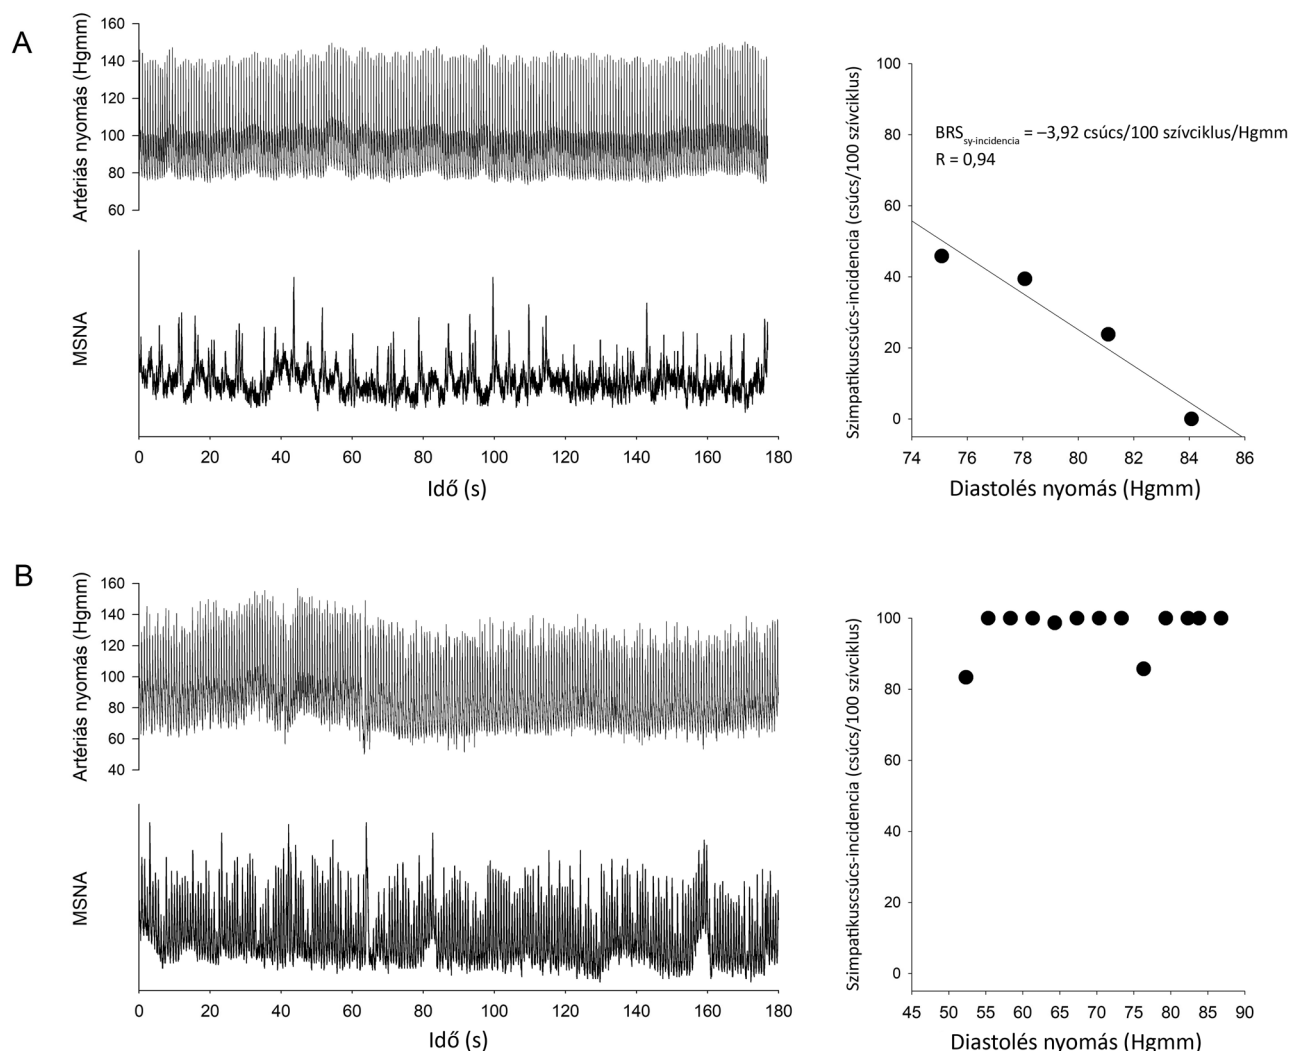 A
Artériás nyomás (Hgmm)
160
140
120
100
80
60
MSNA
0 20 40 60 80 100 120 140 160 180
Idő (s)
Szimpatikuscsúcs-incidencia (csúcs/100 szívciklus)
100
80
60
40
20
0
BRSsy-incidencia = –3,92 csúcs/100 szívciklus/Hgmm
R = 0,94
74 76 78 80 82 84 86
Diastolés nyomás (Hgmm)
B
Artériás nyomás (Hgmm)
160
140
120
100
80
60
40
MSNA
0 20 40 60 80 100 120 140 160 180
Idő (s)
Szimpatikuscsúcs-incidencia (csúcs/100 szívciklus)
100
80
60
40
20
0
45 50 55 60 65 70 75 80 85 90
Diastolés nyomás (Hgmm)